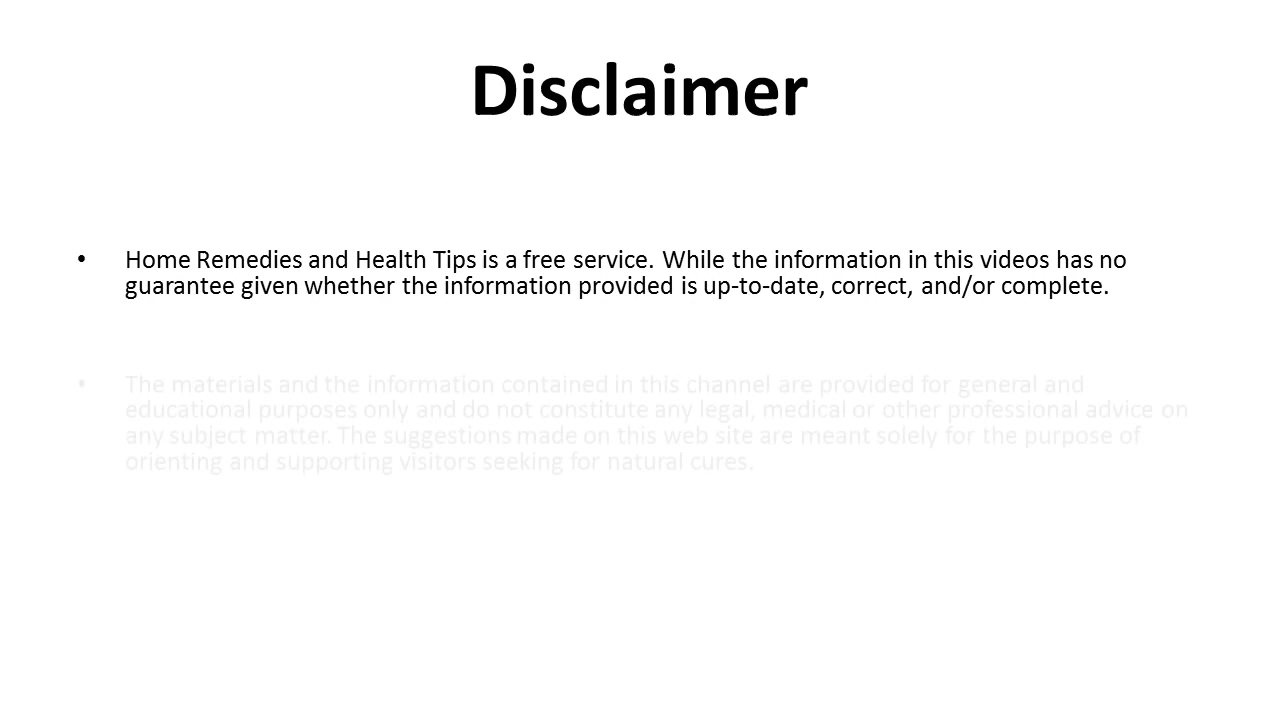 Disclaimer
• Home Remedies and Health Tips is a free service. While the information in this videos has no
guarantee given whether the information provided is up-to-date, correct, and/or complete.
• The materials and the information contained in this channel are provided for general and
educational purposes only and do not constitute any legal, medical or other professional advice on
any subject matter. The suggestions made on this web site are meant solely for the purpose of
orienting and supporting visitors seeking for natural cures.